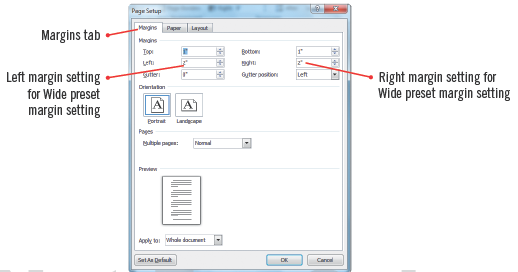 Page Setup
Margins Paper Layout
Margins tab
Margins
Top: 1" Bottom: 1"
Left: 2" Right: 2"
Gutter: 0" Gutter position: Left
Left margin setting
for Wide preset
margin setting
Right margin setting for
Wide preset margin setting
Orientation
A A
Portrait Landscape
Pages
Multiple pages: Normal
Preview
Apply to: Whole document
Set As Default OK Cancel